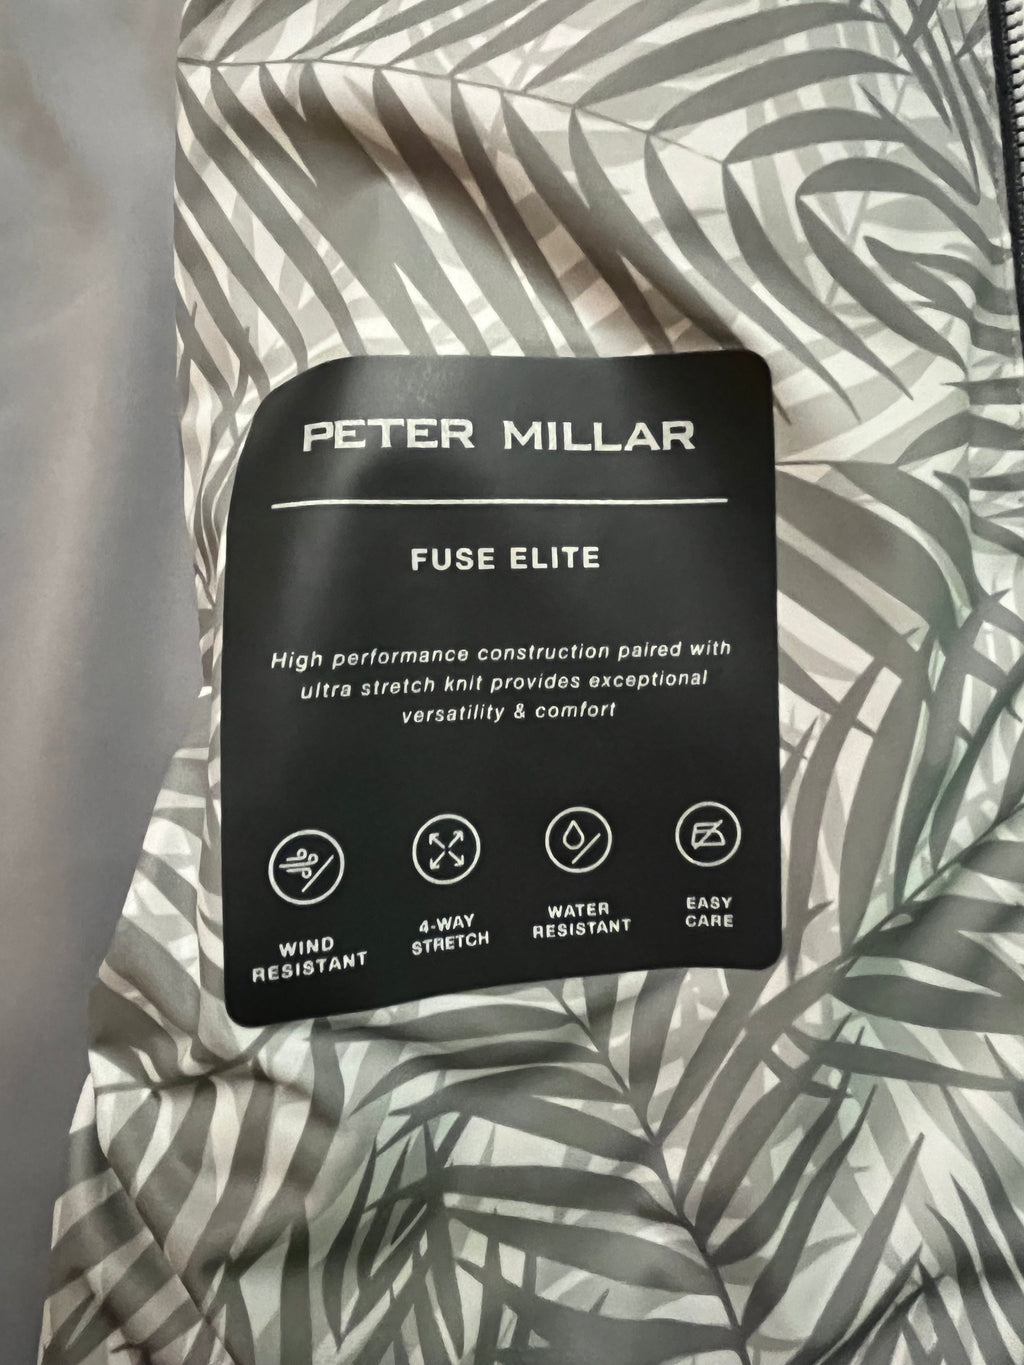 PETER MILLAR
FUSE ELITE
High performance construction paired with
ultra stretch knit provides exceptional
versatility & comfort
WIND
RESISTANT
4-WAY
STRETCH
WATER
RESISTANT
EASY
CARE